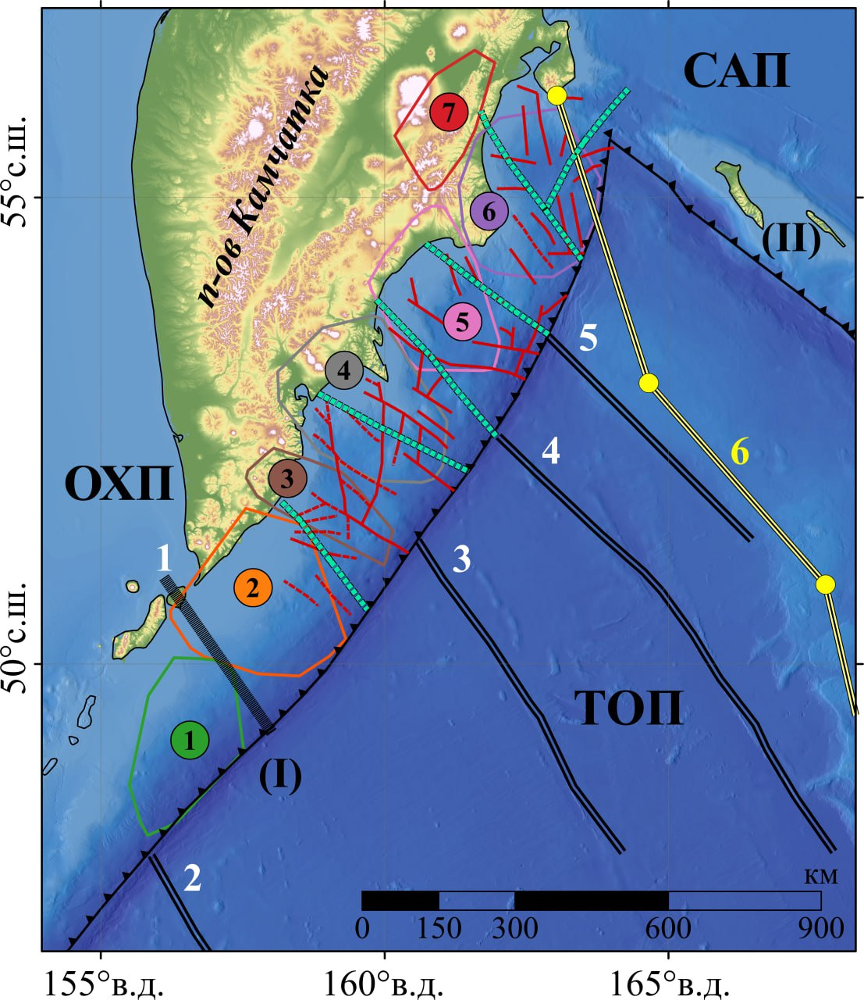 САП
п-ов Камчатка
7
55°с.ш.
6
(II)
5
5
4
4
6
3
ОХП
1
3
2
50°с.ш.
ТОП
1
(I)
2
км
0 150 300 600 900
155°в.д. 160°в.д. 165°в.д.